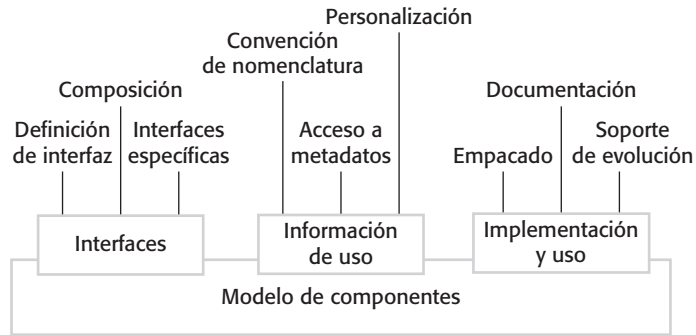 Personalización
Convención
de nomenclatura
Composición
Documentación
Definición
de interfaz
Interfaces
específicas
Acceso a
metadatos
Empacado
Soporte
de evolución
Interfaces
Información
de uso
Implementación
y uso
Modelo de componentes